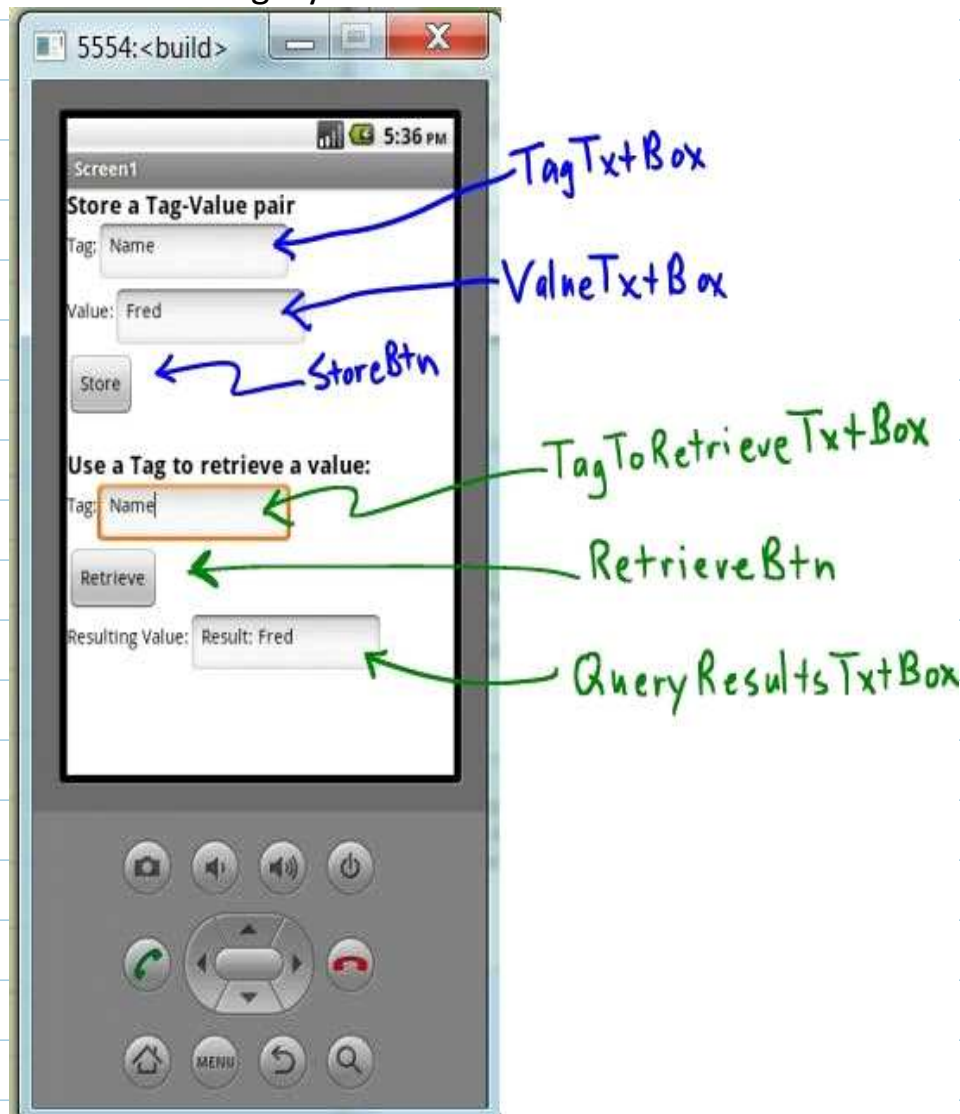 5554:<build>
X
5:36 PM
Screen1
Store a Tag-Value pair
Tag: Name
TagTxtBox
Value: Fred
ValueTxtBox
Store
StoreBtn
Use a Tag to retrieve a value:
Tag: Name
TagToRetrieveTxtBox
Retrieve
RetrieveBtn
Resulting Value: Result: Fred
QueryResultsTxtBox
MENU